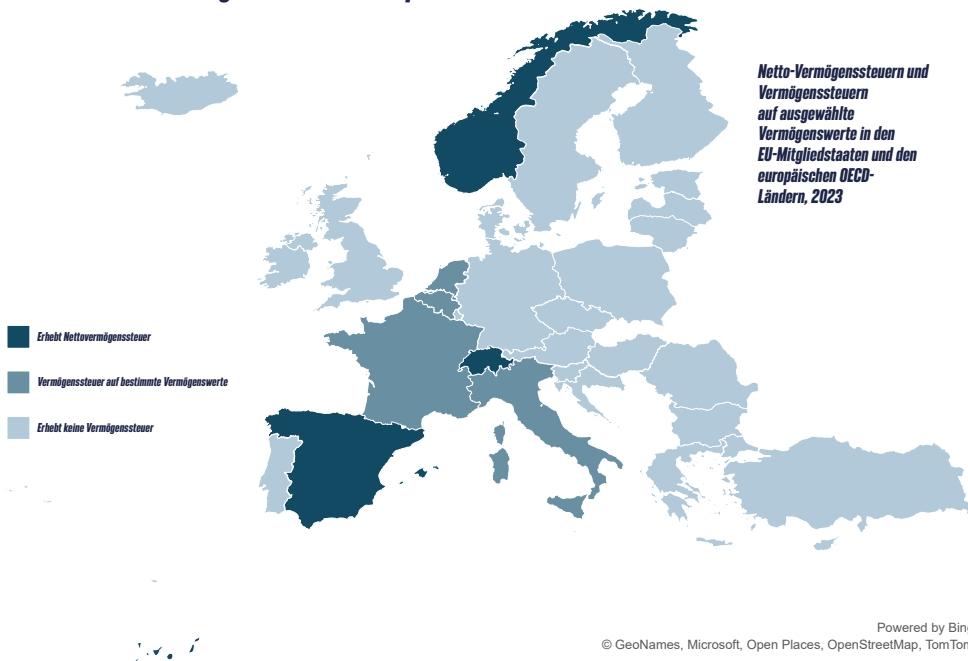 Netto-Vermögenssteuern und
Vermögenssteuern
auf ausgewählte
Vermögenswerte in den
EU-Mitgliedstaaten und den
europäischen OECD-
Ländern, 2023
Erhebt Nettovermögenssteuer
Vermögenssteuer auf bestimmte Vermögenswerte
Erhebt keine Vermögenssteuer
Powered by Bing
© GeoNames, Microsoft, Open Places, OpenStreetMap, TomTom